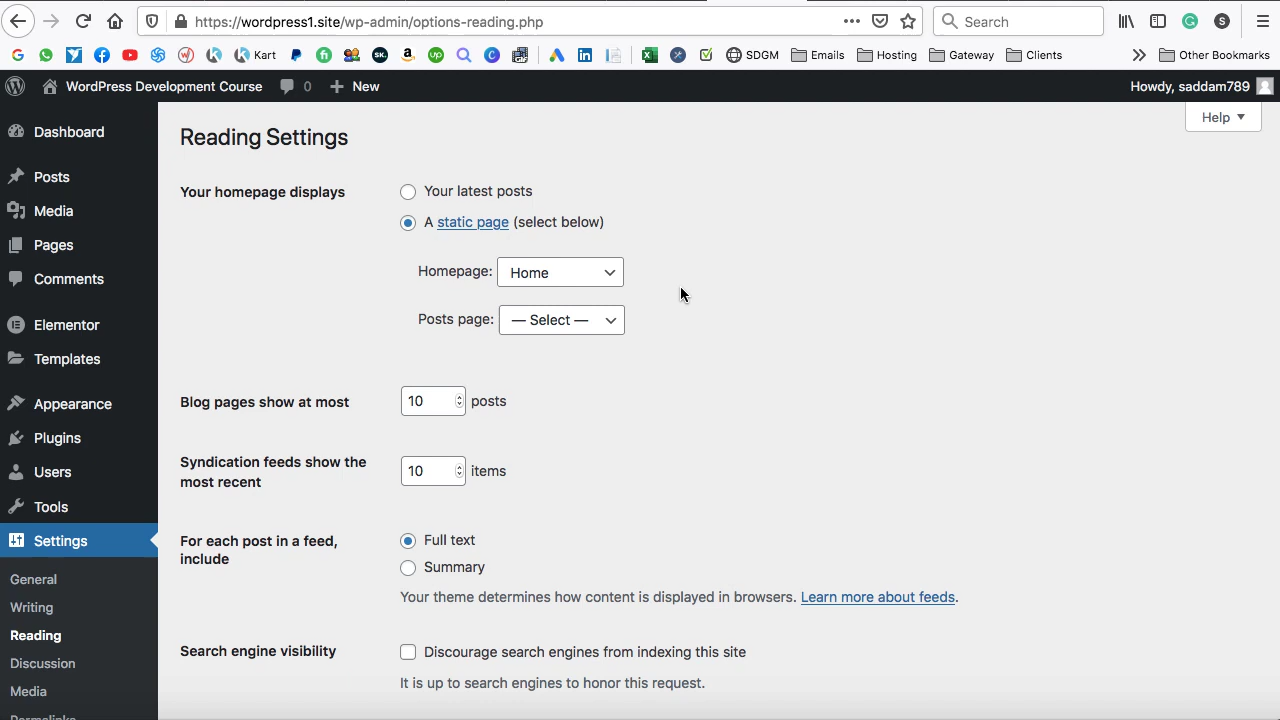 https://wordpress1.site/wp-admin/options-reading.php
Search
Kart
SDGM
Emails
Hosting
Gateway
Clients
Other Bookmarks
WordPress Development Course
0
New
Howdy, saddam789
Help
Dashboard
Posts
Media
Pages
Comments
Elementor
Templates
Appearance
Plugins
Users
Tools
Settings
General
Writing
Reading
Discussion
Media
Permalinks
Reading Settings
Your homepage displays
Your latest posts
A static page (select below)
Homepage: Home
Posts page: — Select —
Blog pages show at most
10 posts
Syndication feeds show the
most recent
10 items
For each post in a feed,
include
Full text
Summary
Your theme determines how content is displayed in browsers. Learn more about feeds.
Search engine visibility
Discourage search engines from indexing this site
It is up to search engines to honor this request.